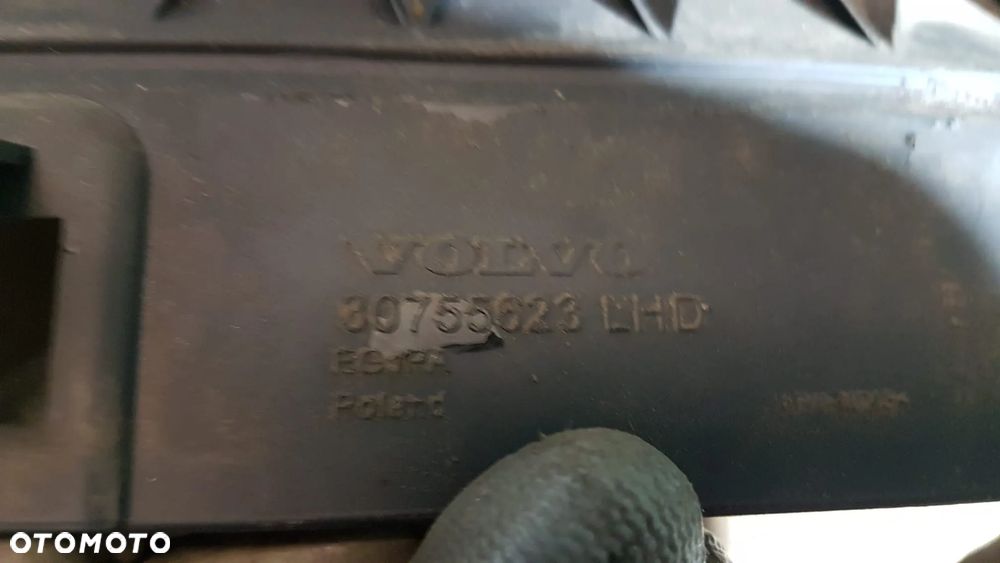 VOLVO
30755623 LHD
Poland
OTOMOTO